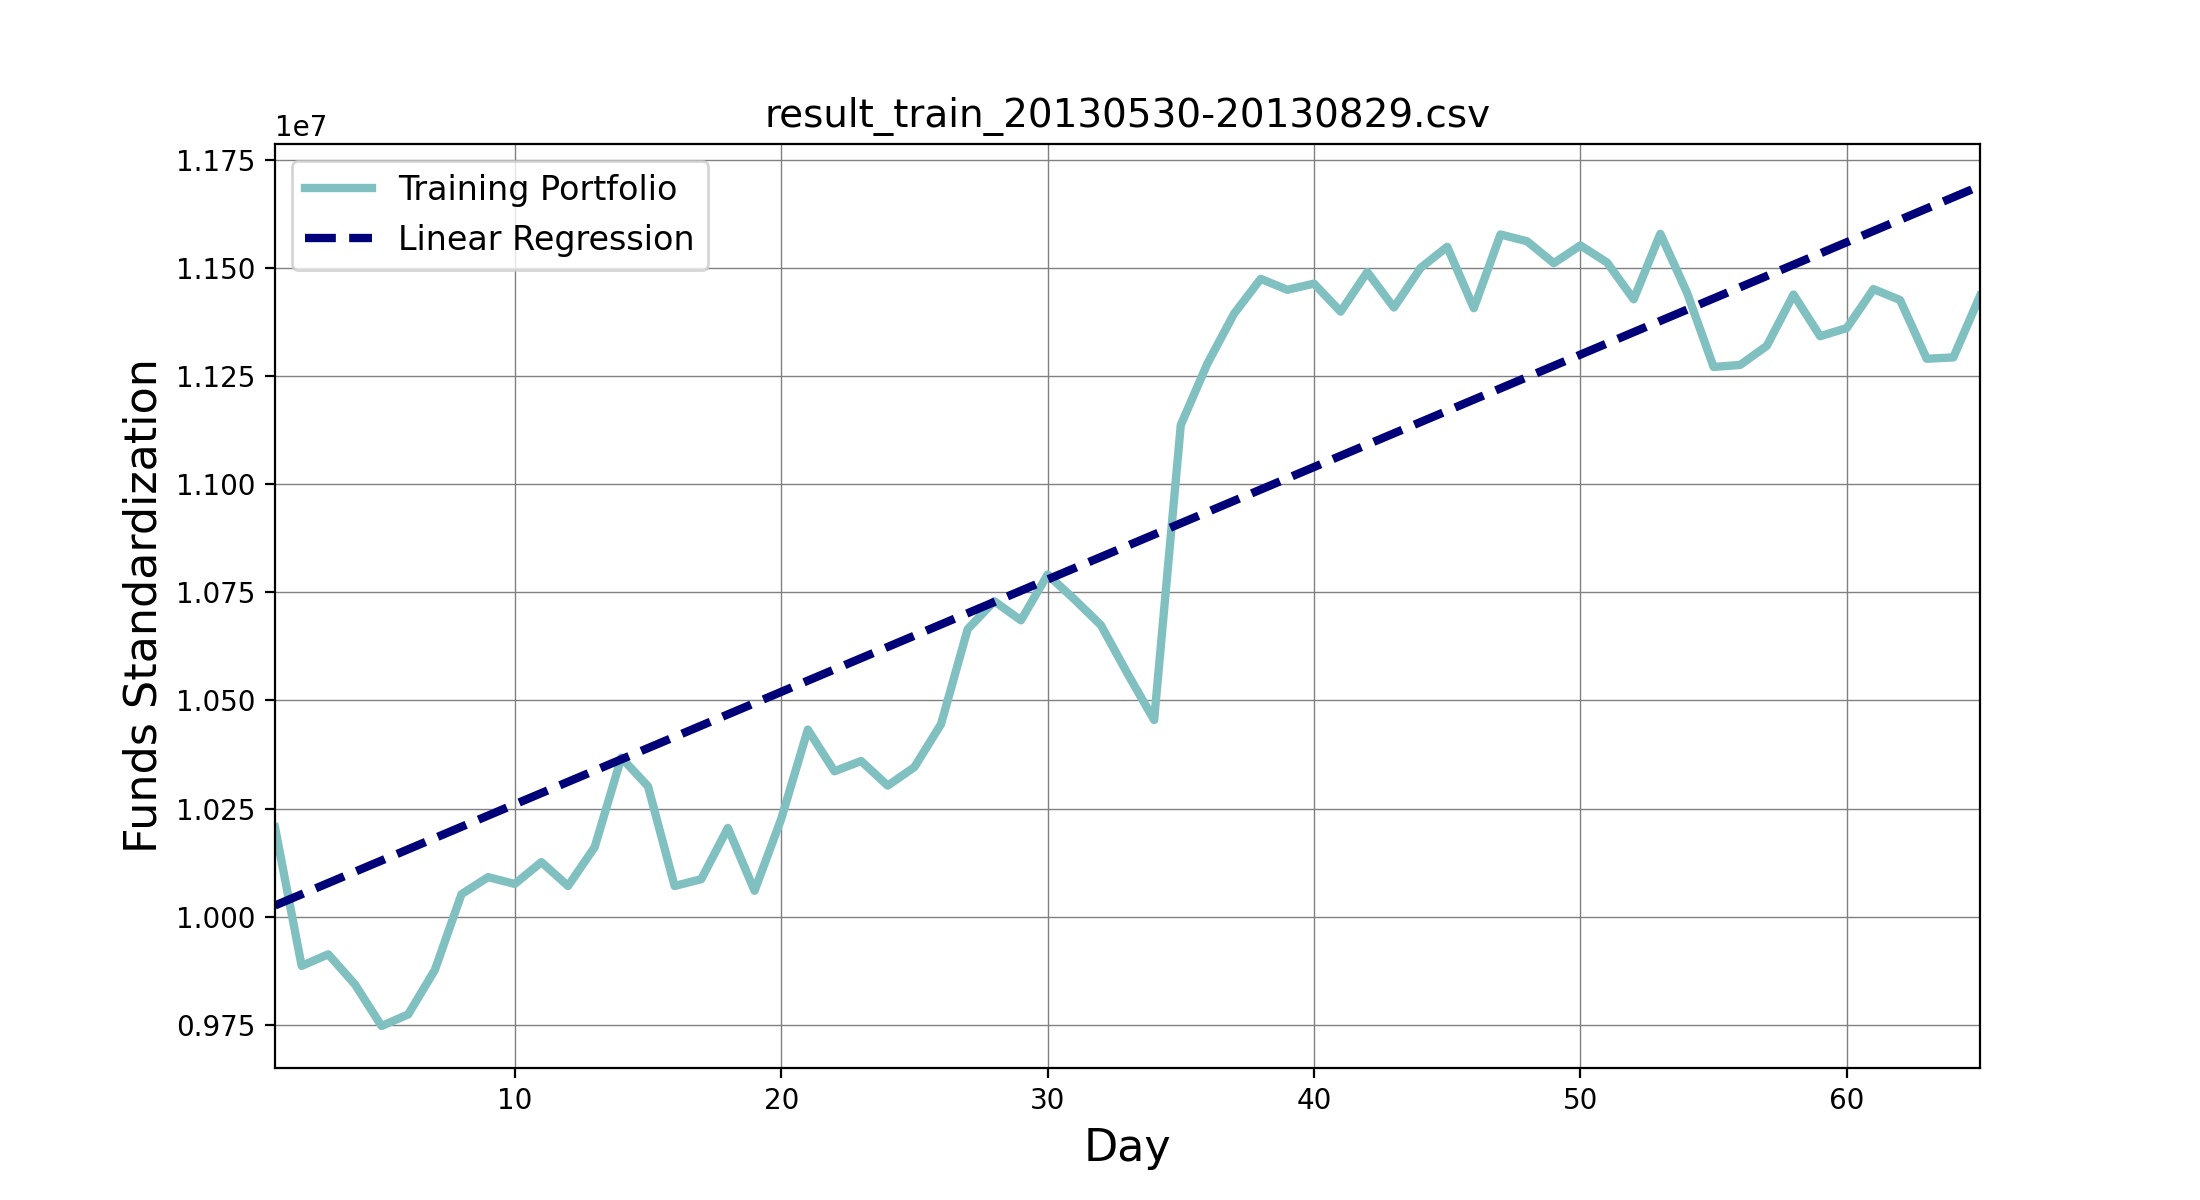 result_train_20130530-20130829.csv
1e7
Training Portfolio
Linear Regression
1.175
1.150
1.125
1.100
1.075
1.050
1.025
1.000
0.975
Funds Standardization
10 20 30 40 50 60
Day